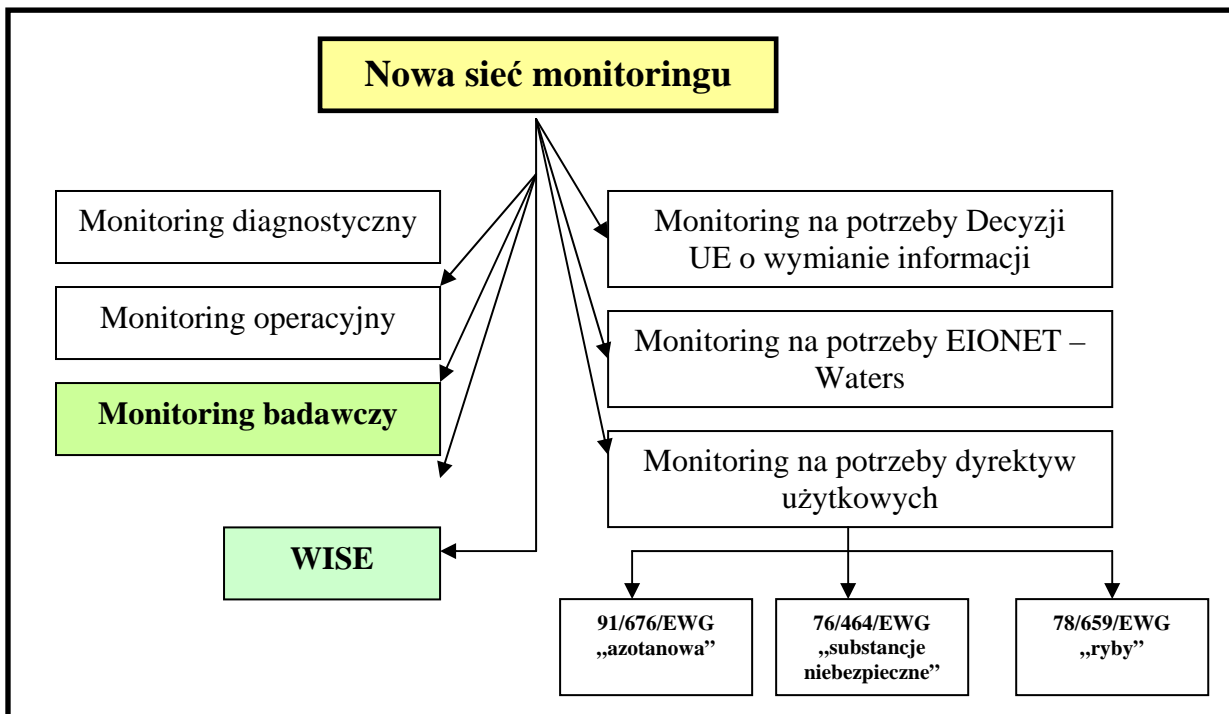 Nowa sieć monitoringu
Monitoring diagnostyczny
Monitoring operacyjny
Monitoring badawczy
WISE
Monitoring na potrzeby Decyzji
UE o wymianie informacji
Monitoring na potrzeby EIONET –
Waters
Monitoring na potrzeby dyrektyw
użytkowych
91/676/EWG
„azotanowa”
76/464/EWG
„substancje
niebezpieczne”
78/659/EWG
„ryby”